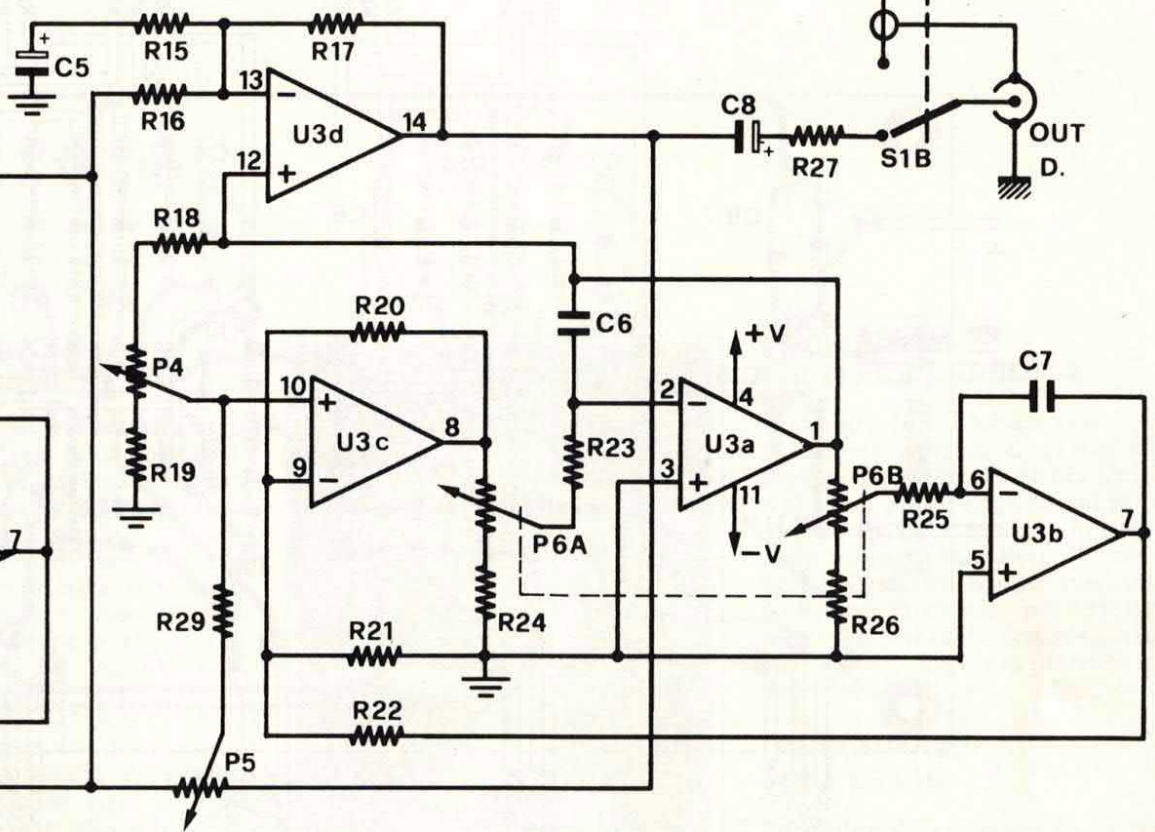 +
R15
R17
C5
13
−
R16
14
U3d
C8
+
R27
S1B
OUT
D.
12
+
R18
R20
C6
+V
P4
10
+
2
−
4
C7
U3c
8
R23
U3a
1
R19
9
−
3
+
11
P6B
6
−
R25
U3b
7
P6A
−V
5
+
7
R29
R24
R26
R21
R22
P5